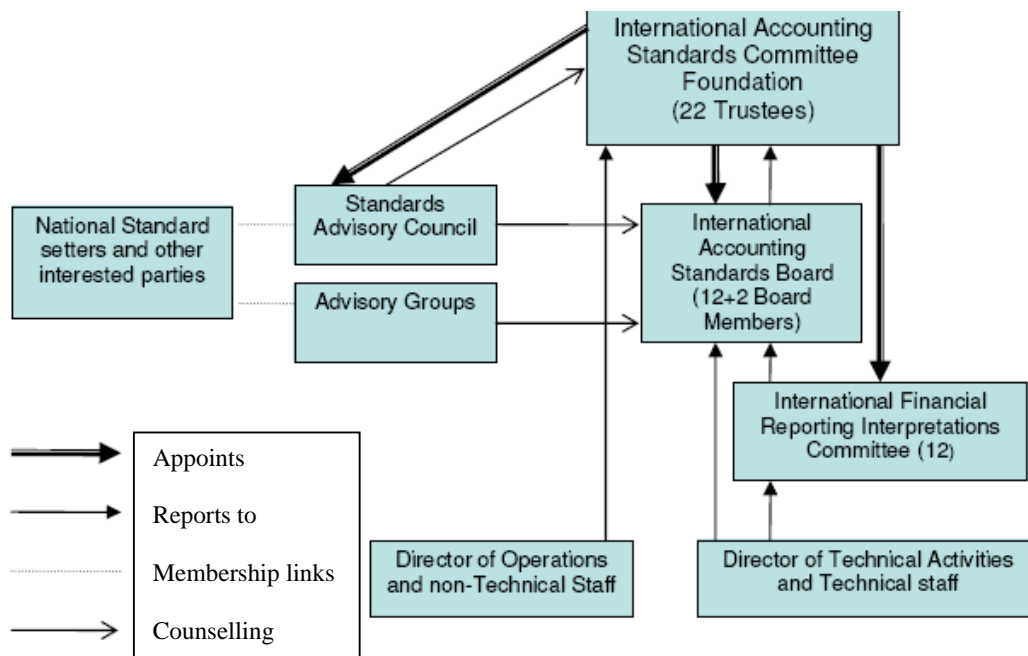 International Accounting
Standards Committee
Foundation
(22 Trustees)
National Standard
setters and other
interested parties
Standards
Advisory Council
Advisory Groups
International
Accounting
Standards Board
(12+2 Board
Members)
International Financial
Reporting Interpretations
Committee (12)
Appoints
Reports to
Membership links
Counselling
Director of Operations
and non-Technical Staff
Director of Technical Activities
and Technical staff